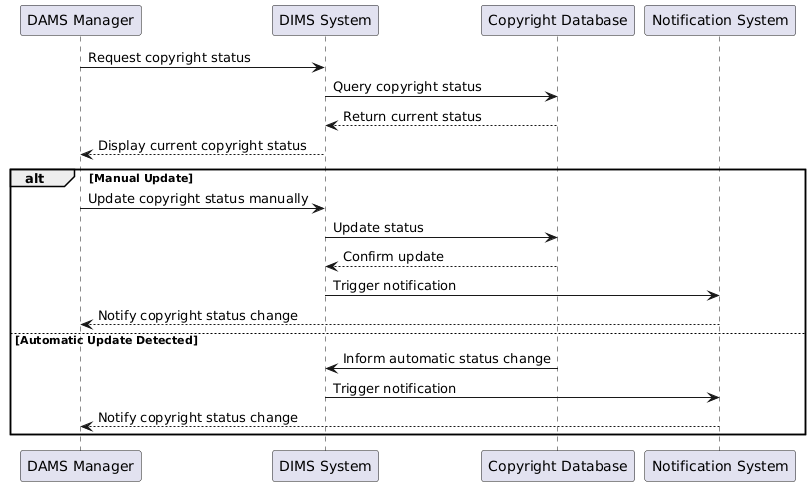 DAMS Manager DIMS System Copyright Database Notification System
Request copyright status
Query copyright status
Return current status
Display current copyright status
alt [Manual Update]
Update copyright status manually
Update status
Confirm update
Trigger notification
Notify copyright status change
[Automatic Update Detected]
Inform automatic status change
Trigger notification
Notify copyright status change
DAMS Manager DIMS System Copyright Database Notification System